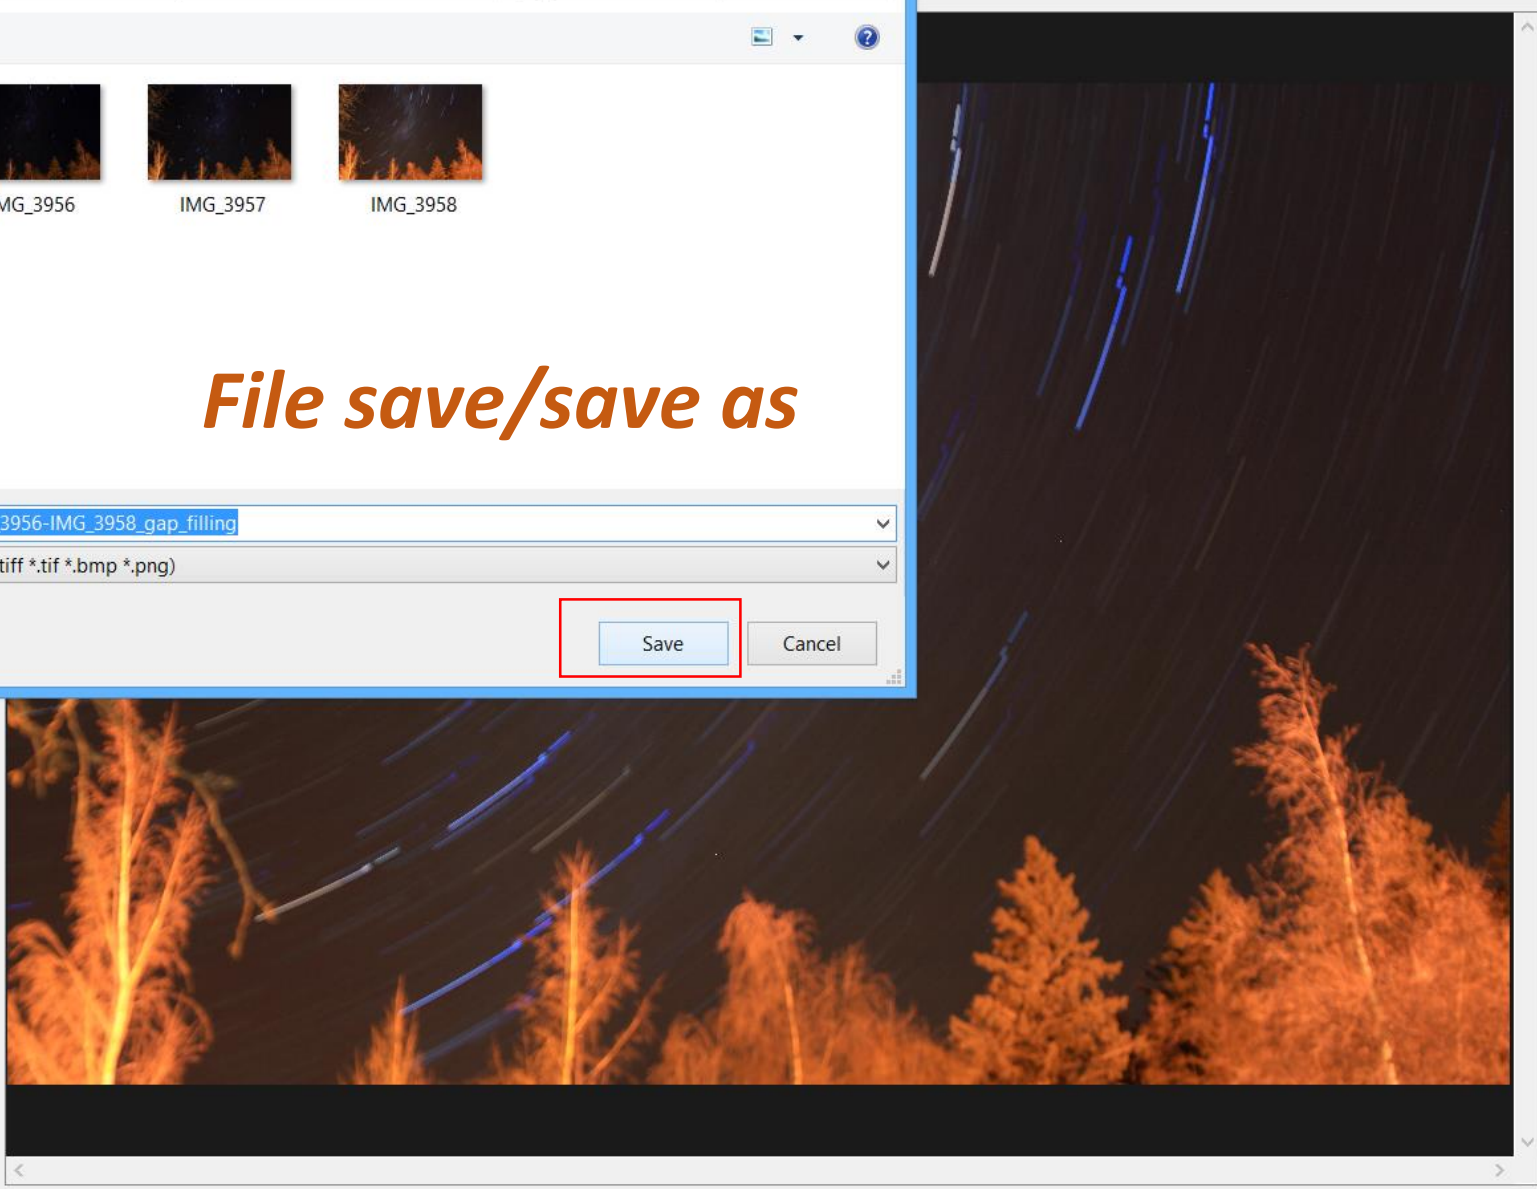 MG_3956
IMG_3957
IMG_3958
File save/save as
3956-IMG_3958_gap_filling
tiff *.tif *.bmp *.png)
Save
Cancel